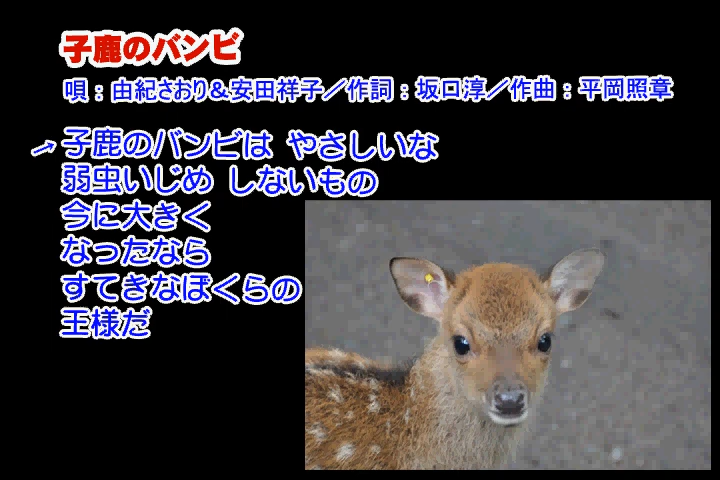 子鹿のバンビ
唄：由紀さおり＆安田祥子／作詞：坂口淳／作曲：平岡照章
→子鹿のバンビは やさしいな
弱虫いじめ しないもの
今に大きく
なったなら
すてきなぼくらの
王様だ